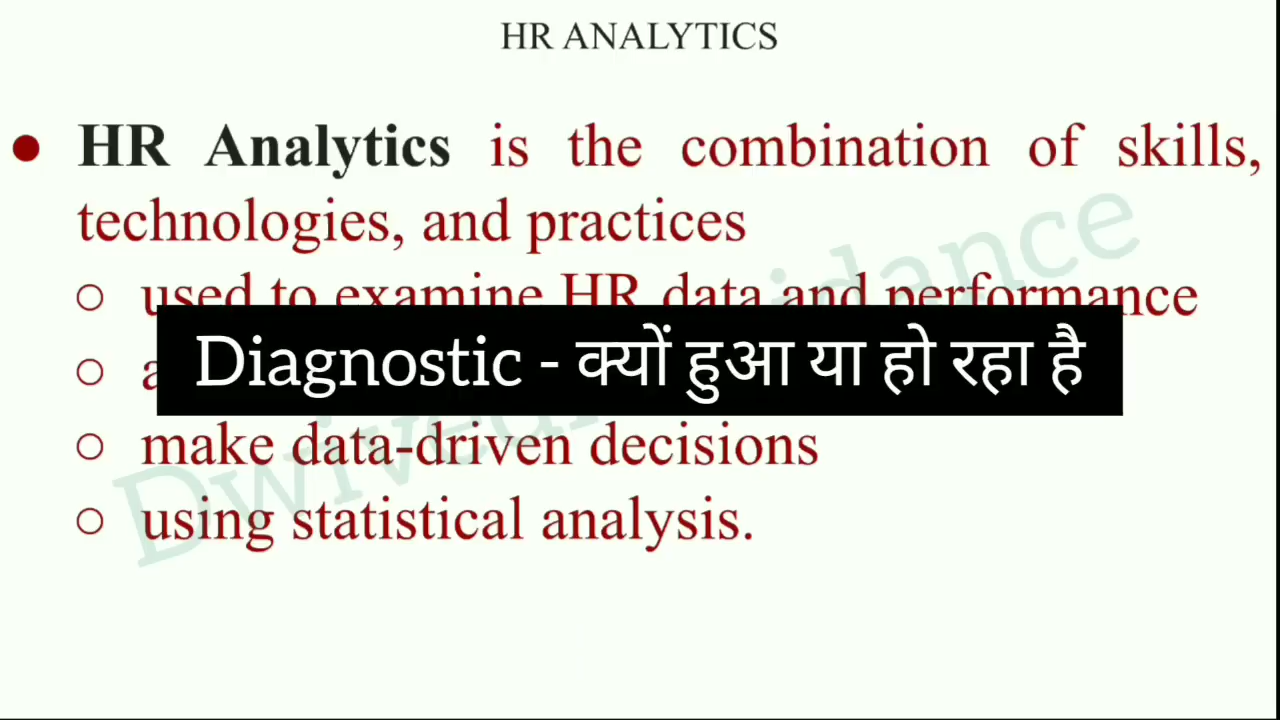 HR ANALYTICS
● HR Analytics is the combination of skills,
technologies, and practices
○ used to examine HR data and performance
Diagnostic - क्यों हुआ या हो रहा है
○ make data-driven decisions
○ using statistical analysis.